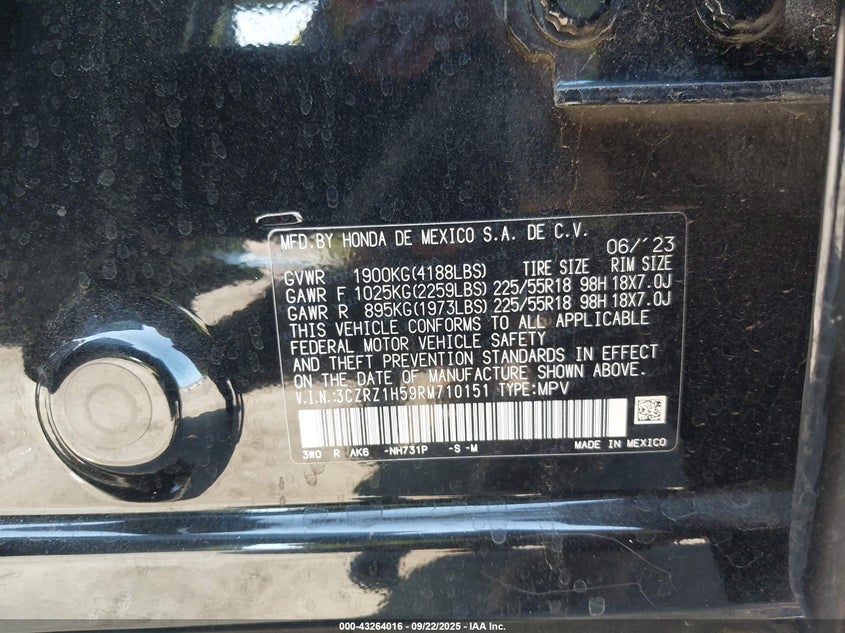 MFD.BY HONDA DE MEXICO S.A. DE C.V. 06/'23
GVWR 1900KG(4188LBS) TIRE SIZE RIM SIZE
GAWR F 1025KG(2259LBS) 225/55R18 98H 18X7.0J
GAWR R 895KG(1973LBS) 225/55R18 98H 18X7.0J
THIS VEHICLE CONFORMS TO ALL APPLICABLE
FEDERAL MOTOR VEHICLE SAFETY
AND THEFT PREVENTION STANDARDS IN EFFECT
ON THE DATE OF MANUFACTURE SHOWN ABOVE.
V.I.N.:3CZRZ1H59RM710151 TYPE:MPV
3W0 R AK6 -NH731P -S -M MADE IN MEXICO
000-43264016 - 09/22/2025 - IAA Inc.